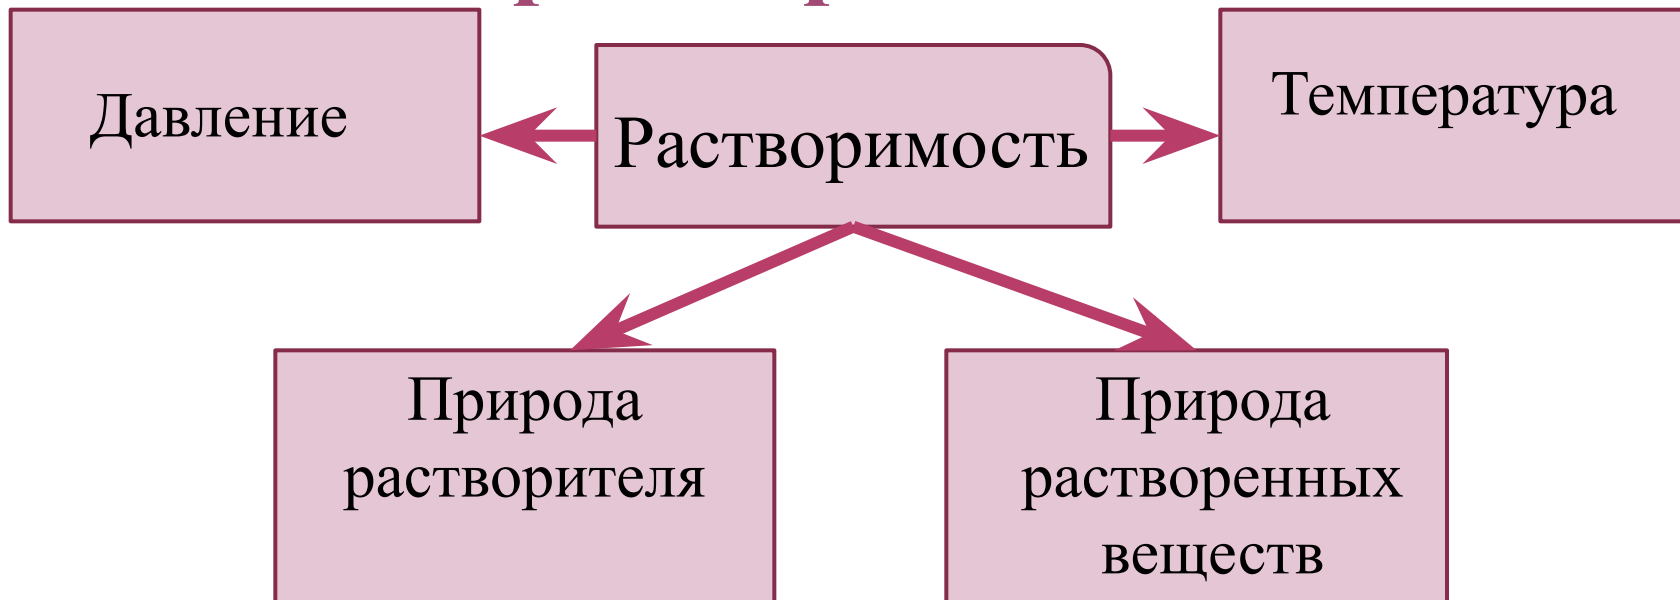 Давление
Растворимость
Температура
Природа
растворителя
Природа
растворенных
веществ